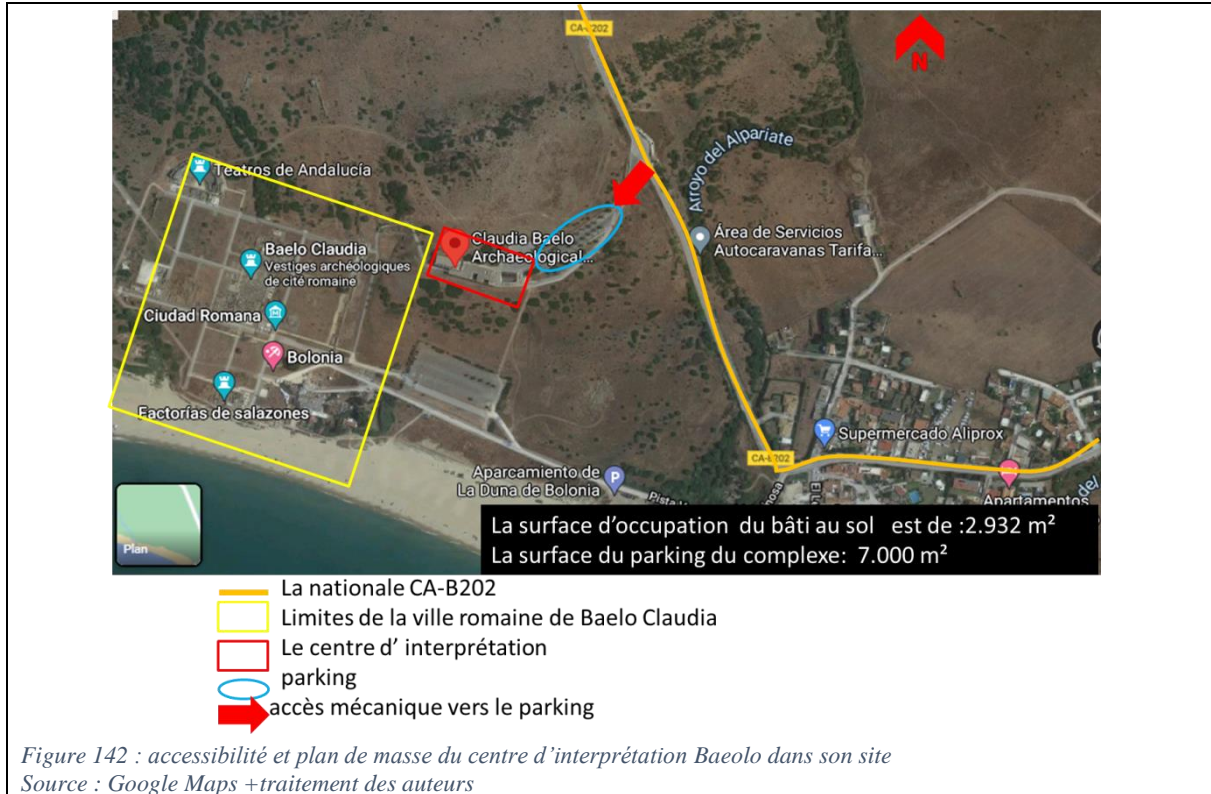 CA-B202
N
Arroyo del Alpariate
Teatros de Andalucía
Claudia Baelo
Archaeological...
Área de Servicios
Autocaravanas Tarifa...
Baelo Claudia
Vestiges archéologiques
de cité romaine
Ciudad Romana
Bolonia
Factorías de salazones
Supermercado Aliprox
CA-B202
Aparcamiento de
La Duna de Bolonia
P
Pista
Apartamentos
del
Plan
La surface d'occupation du bâti au sol est de :2.932 m²
La surface du parking du complexe: 7.000 m²
La nationale CA-B202
Limites de la ville romaine de Baelo Claudia
Le centre d' interprétation
parking
accès mécanique vers le parking
Figure 142 : accessibilité et plan de masse du centre d'interprétation Baeolo dans son site
Source : Google Maps +traitement des auteurs